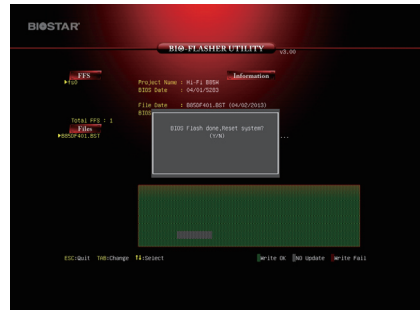 BIOSTAR
BIO-FLASHER UTILITY v3.00
FFS
fs0
Information
Project Name : Hi-Fi B85W
BIOS Date : 04/01/5203
File Date : B85DF401.BST (04/02/2013)
BIOS
Total FFS : 1
Files
B85DF401.BST
BIOS Flash done,Reset system?
(Y/N)
...
ESC:Quit TAB:Change ↑↓:Select
Write OK NO Update Write Fail